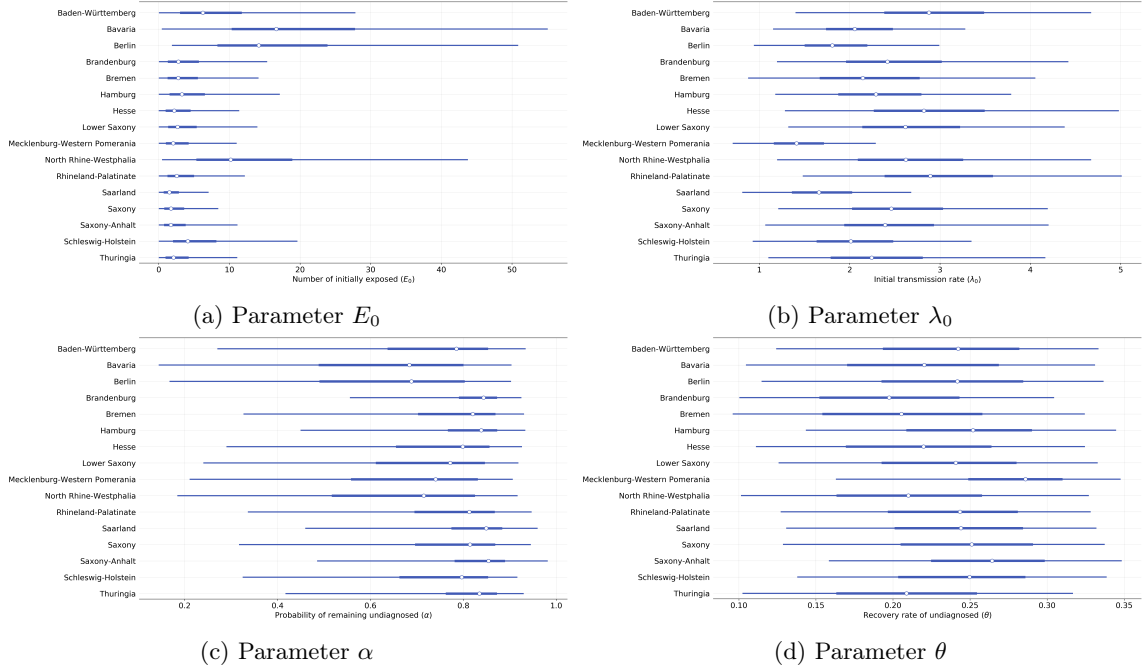 Baden-Württemberg
Bavaria
Berlin
Brandenburg
Bremen
Hamburg
Hesse
Lower Saxony
Mecklenburg-Western Pomerania
North Rhine-Westphalia
Rhineland-Palatinate
Saarland
Saxony
Saxony-Anhalt
Schleswig-Holstein
Thuringia
0 10 20 30 40 50
Number of initially exposed (E₀)
(a) Parameter E₀
Baden-Württemberg
Bavaria
Berlin
Brandenburg
Bremen
Hamburg
Hesse
Lower Saxony
Mecklenburg-Western Pomerania
North Rhine-Westphalia
Rhineland-Palatinate
Saarland
Saxony
Saxony-Anhalt
Schleswig-Holstein
Thuringia
1 2 3 4 5
Initial transmission rate (λ₀)
(b) Parameter λ₀
Baden-Württemberg
Bavaria
Berlin
Brandenburg
Bremen
Hamburg
Hesse
Lower Saxony
Mecklenburg-Western Pomerania
North Rhine-Westphalia
Rhineland-Palatinate
Saarland
Saxony
Saxony-Anhalt
Schleswig-Holstein
Thuringia
0.2 0.4 0.6 0.8 1.0
Probability of remaining undiagnosed (α)
(c) Parameter α
Baden-Württemberg
Bavaria
Berlin
Brandenburg
Bremen
Hamburg
Hesse
Lower Saxony
Mecklenburg-Western Pomerania
North Rhine-Westphalia
Rhineland-Palatinate
Saarland
Saxony
Saxony-Anhalt
Schleswig-Holstein
Thuringia
0.10 0.15 0.20 0.25 0.30 0.35
Recovery rate of undiagnosed (θ)
(d) Parameter θ